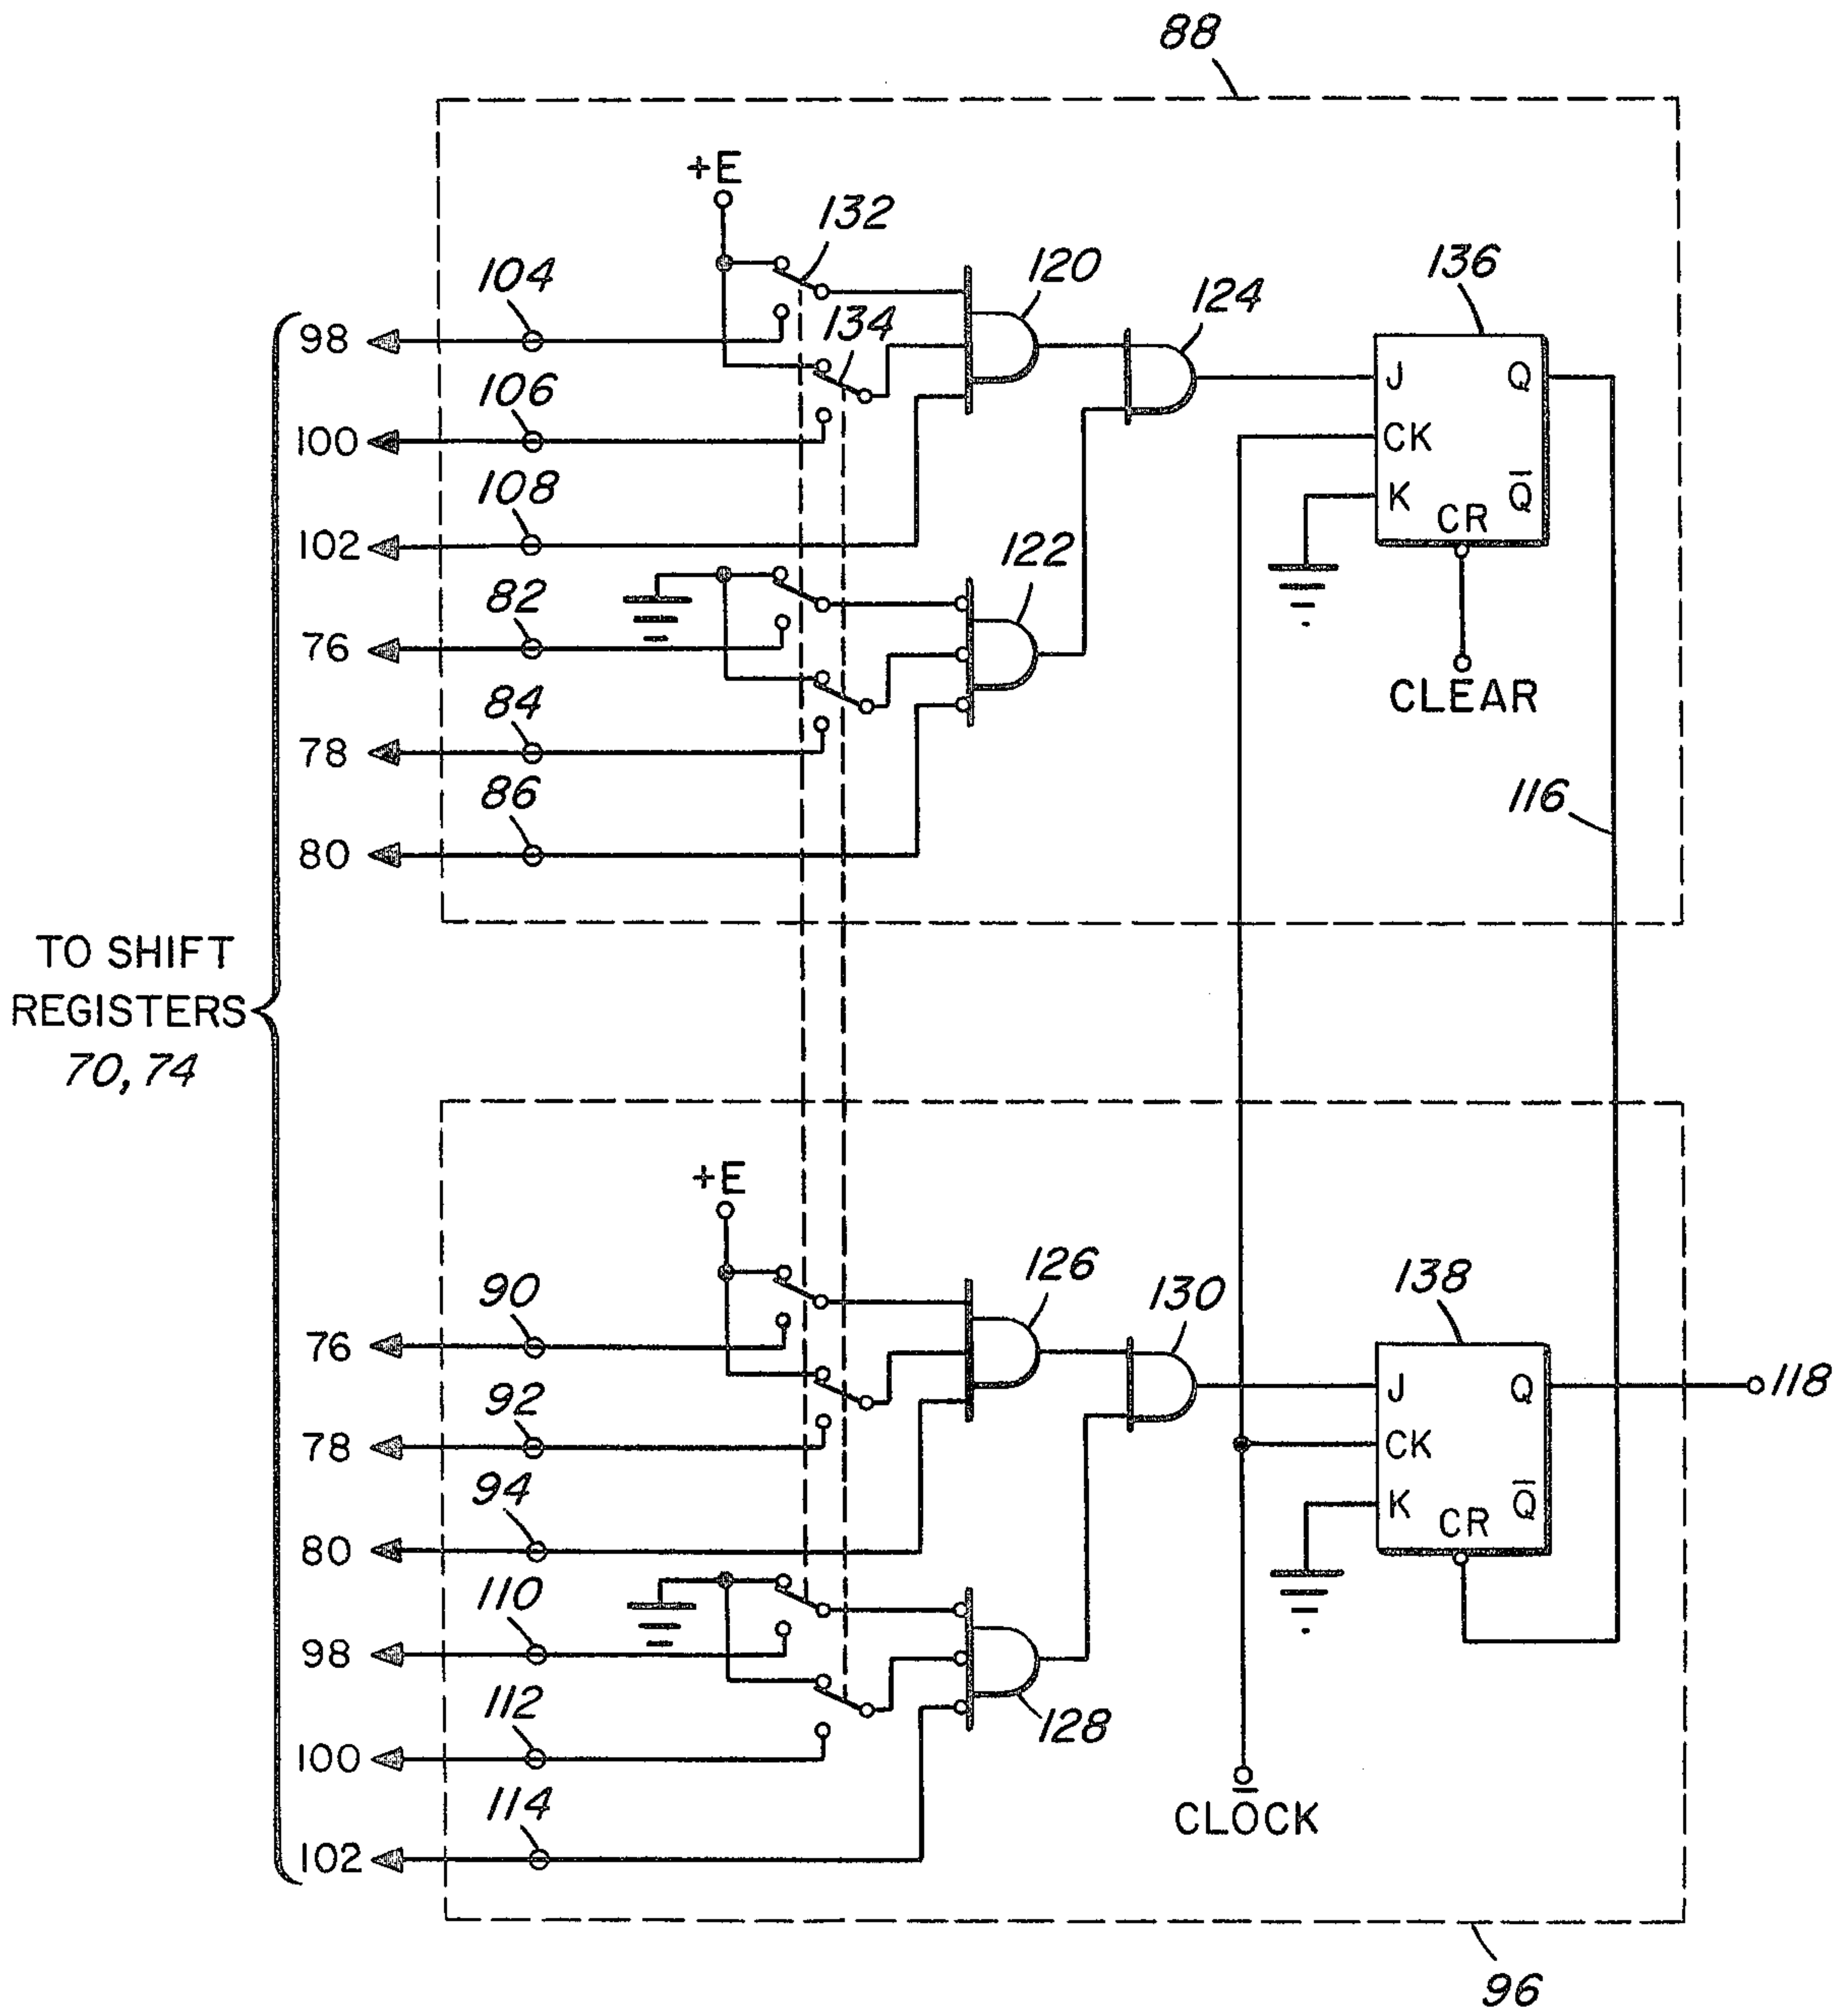 88
+E
132
104
120
136
98
134
124
106
J
Q
100
CK
108
K
Q̅
102
CR
122
82
76
84
CLEAR
78
86
116
80
TO SHIFT
REGISTERS
70, 74
+E
126
90
130
138
76
92
J
Q
118
78
CK
94
K
Q̅
80
CR
110
98
112
128
100
114
CLOCK
102
96